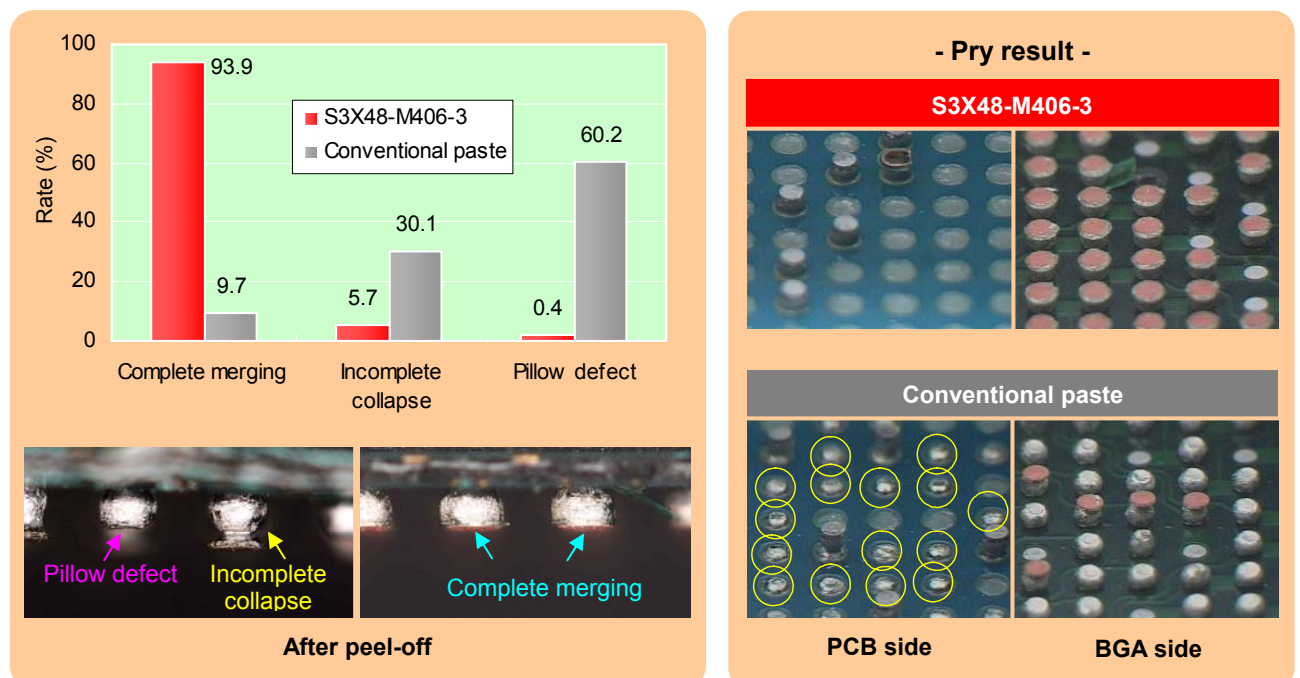 100
80
60
40
20
0
Rate (%)
93.9
9.7
5.7
30.1
0.4
60.2
S3X48-M406-3
Conventional paste
Complete merging
Incomplete
collapse
Pillow defect
Pillow defect
Incomplete
collapse
Complete merging
After peel-off
- Pry result -
S3X48-M406-3
Conventional paste
PCB side
BGA side